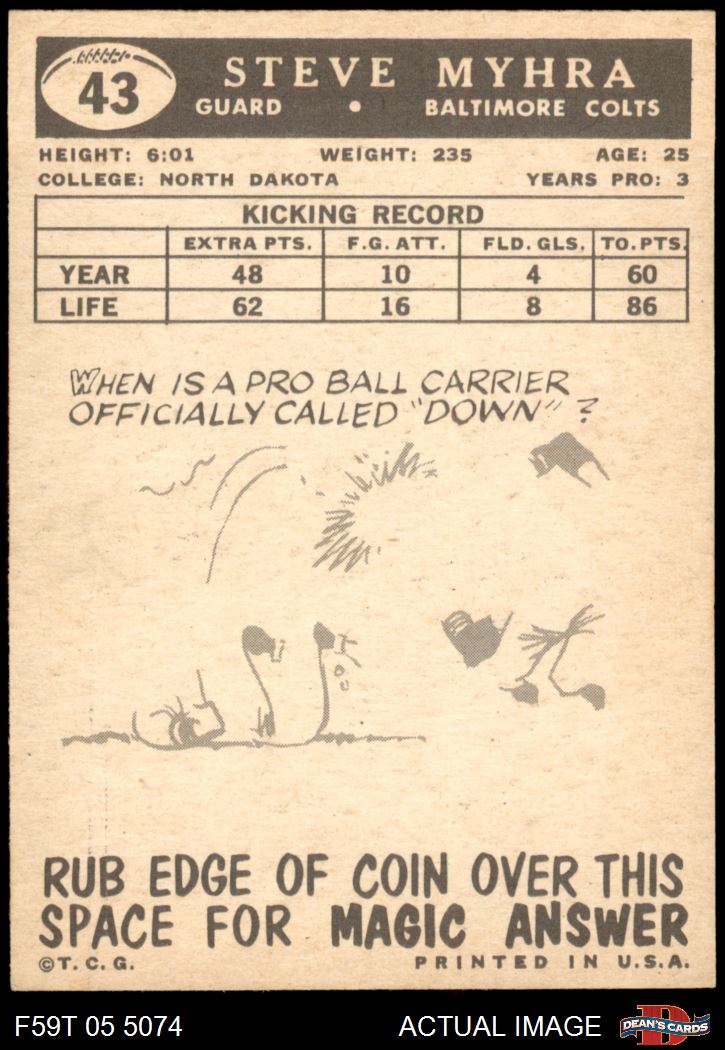 43
STEVE MYHRA
GUARD • BALTIMORE COLTS
HEIGHT: 6:01 WEIGHT: 235 AGE: 25
COLLEGE: NORTH DAKOTA YEARS PRO: 3
KICKING RECORD
EXTRA PTS. F.G. ATT. FLD. GLS. TO. PTS.
YEAR 48 10 4 60
LIFE 62 16 8 86
WHEN IS A PRO BALL CARRIER
OFFICIALLY CALLED "DOWN" ?
RUB EDGE OF COIN OVER THIS
SPACE FOR MAGIC ANSWER
©T. C. G. PRINTED IN U.S.A.
F59T 05 5074 ACTUAL IMAGE D DEAN'S CARDS